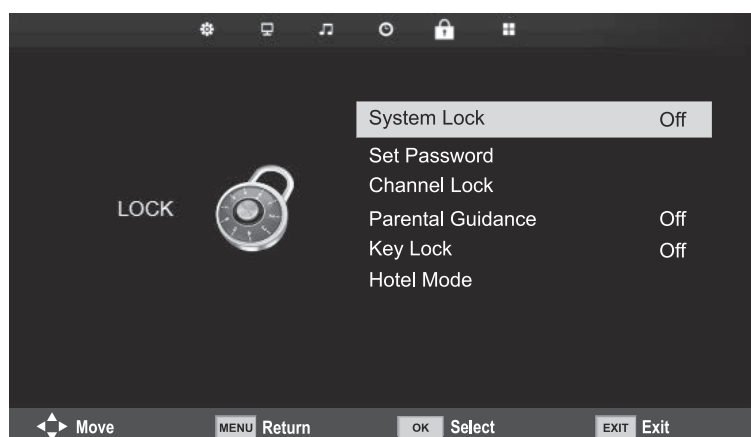 System Lock Off
Set Password
Channel Lock
LOCK
Parental Guidance Off
Key Lock Off
Hotel Mode
Move MENU Return OK Select EXIT Exit